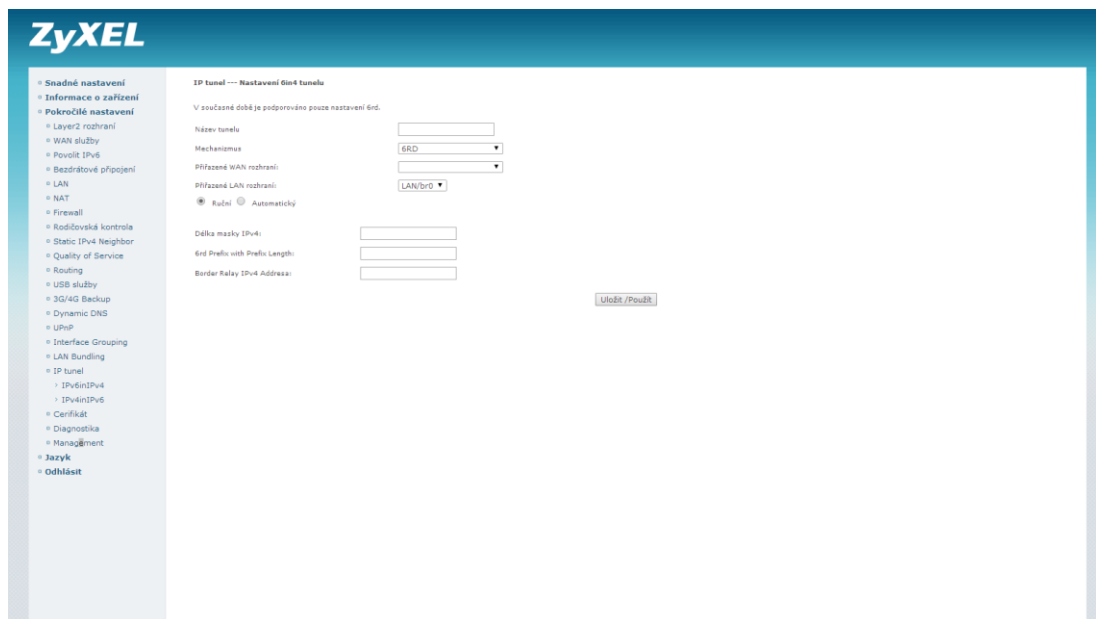 ZyXEL
Snadné nastavení
Informace o zařízení
Pokročilé nastavení
Layer2 rozhraní
WAN služby
Povolit IPv6
Bezdrátové připojení
LAN
NAT
Firewall
Rodičovská kontrola
Static IPv4 Neighbor
Quality of Service
Routing
USB služby
3G/4G Backup
Dynamic DNS
UPnP
Interface Grouping
LAN Bundling
IP tunel
IPv6inIPv4
IPv4inIPv6
Cerifikát
Diagnostika
Management
Jazyk
Odhlásit
IP tunel --- Nastavení 6in4 tunelu
V současné době je podporováno pouze nastavení 6rd.
Název tunelu
Mechanizmus 6RD
Přiřazené WAN rozhraní:
Přiřazené LAN rozhraní: LAN/br0
Ruční Automatický
Délka masky IPv4:
6rd Prefix with Prefix Length:
Border Relay IPv4 Address:
Uložit /Použít